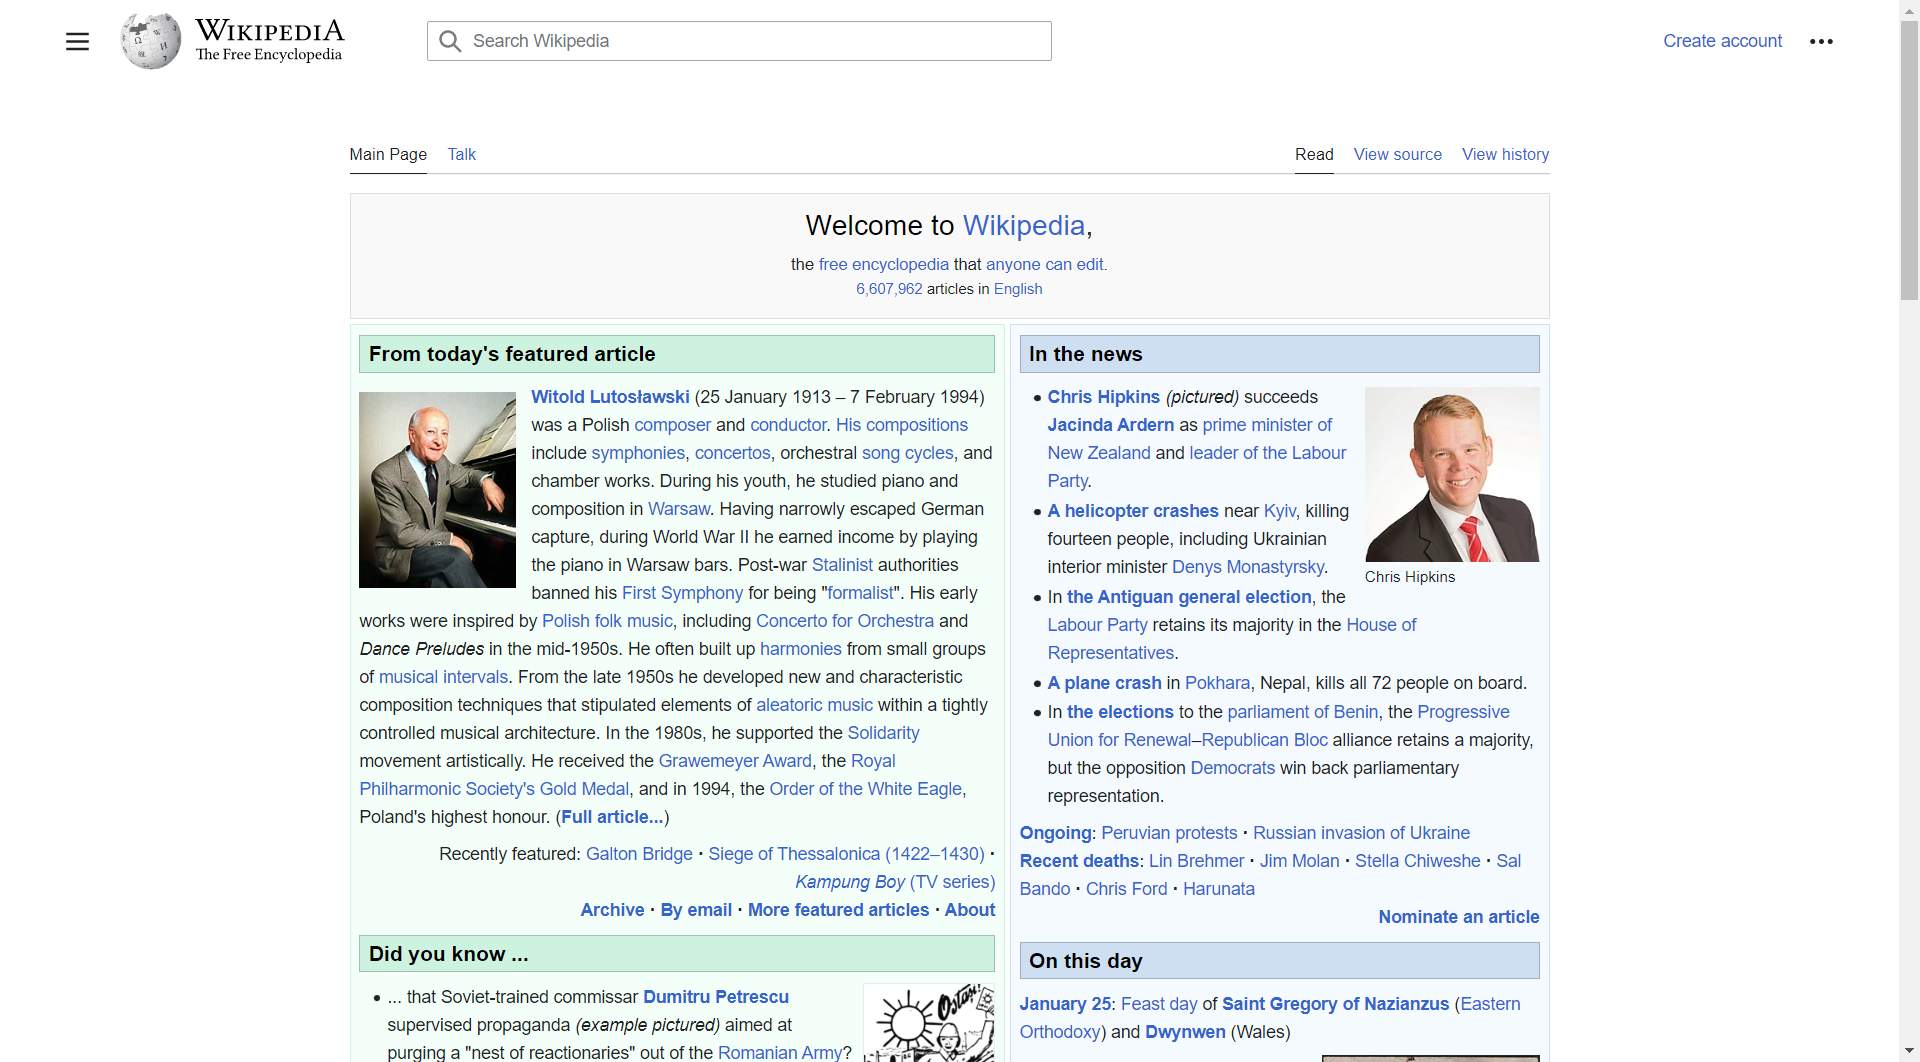 WIKIPEDIA
The Free Encyclopedia
Search Wikipedia
Create account
Main Page
Talk
Read
View source
View history
Welcome to Wikipedia,
the free encyclopedia that anyone can edit.
6,607,962 articles in English
From today's featured article
Witold Lutosławski (25 January 1913 – 7 February 1994)
was a Polish composer and conductor. His compositions
include symphonies, concertos, orchestral song cycles, and
chamber works. During his youth, he studied piano and
composition in Warsaw. Having narrowly escaped German
capture, during World War II he earned income by playing
the piano in Warsaw bars. Post-war Stalinist authorities
banned his First Symphony for being "formalist". His early
works were inspired by Polish folk music, including Concerto for Orchestra and
Dance Preludes in the mid-1950s. He often built up harmonies from small groups
of musical intervals. From the late 1950s he developed new and characteristic
composition techniques that stipulated elements of aleatoric music within a tightly
controlled musical architecture. In the 1980s, he supported the Solidarity
movement artistically. He received the Grawemeyer Award, the Royal
Philharmonic Society's Gold Medal, and in 1994, the Order of the White Eagle,
Poland's highest honour. (Full article...)
Recently featured: Galton Bridge · Siege of Thessalonica (1422–1430) ·
Kampung Boy (TV series)
Archive · By email · More featured articles · About
Did you know ...
... that Soviet-trained commissar Dumitru Petrescu
supervised propaganda (example pictured) aimed at
purging a "nest of reactionaries" out of the Romanian Army?
Ostaș!
In the news
Chris Hipkins (pictured) succeeds
Jacinda Ardern as prime minister of
New Zealand and leader of the Labour
Party.
A helicopter crashes near Kyiv, killing
fourteen people, including Ukrainian
interior minister Denys Monastyrsky.
Chris Hipkins
In the Antiguan general election, the
Labour Party retains its majority in the House of
Representatives.
A plane crash in Pokhara, Nepal, kills all 72 people on board.
In the elections to the parliament of Benin, the Progressive
Union for Renewal–Republican Bloc alliance retains a majority,
but the opposition Democrats win back parliamentary
representation.
Ongoing: Peruvian protests · Russian invasion of Ukraine
Recent deaths: Lin Brehmer · Jim Molan · Stella Chiweshe · Sal
Bando · Chris Ford · Harunata
Nominate an article
On this day
January 25: Feast day of Saint Gregory of Nazianzus (Eastern
Orthodoxy) and Dwynwen (Wales)